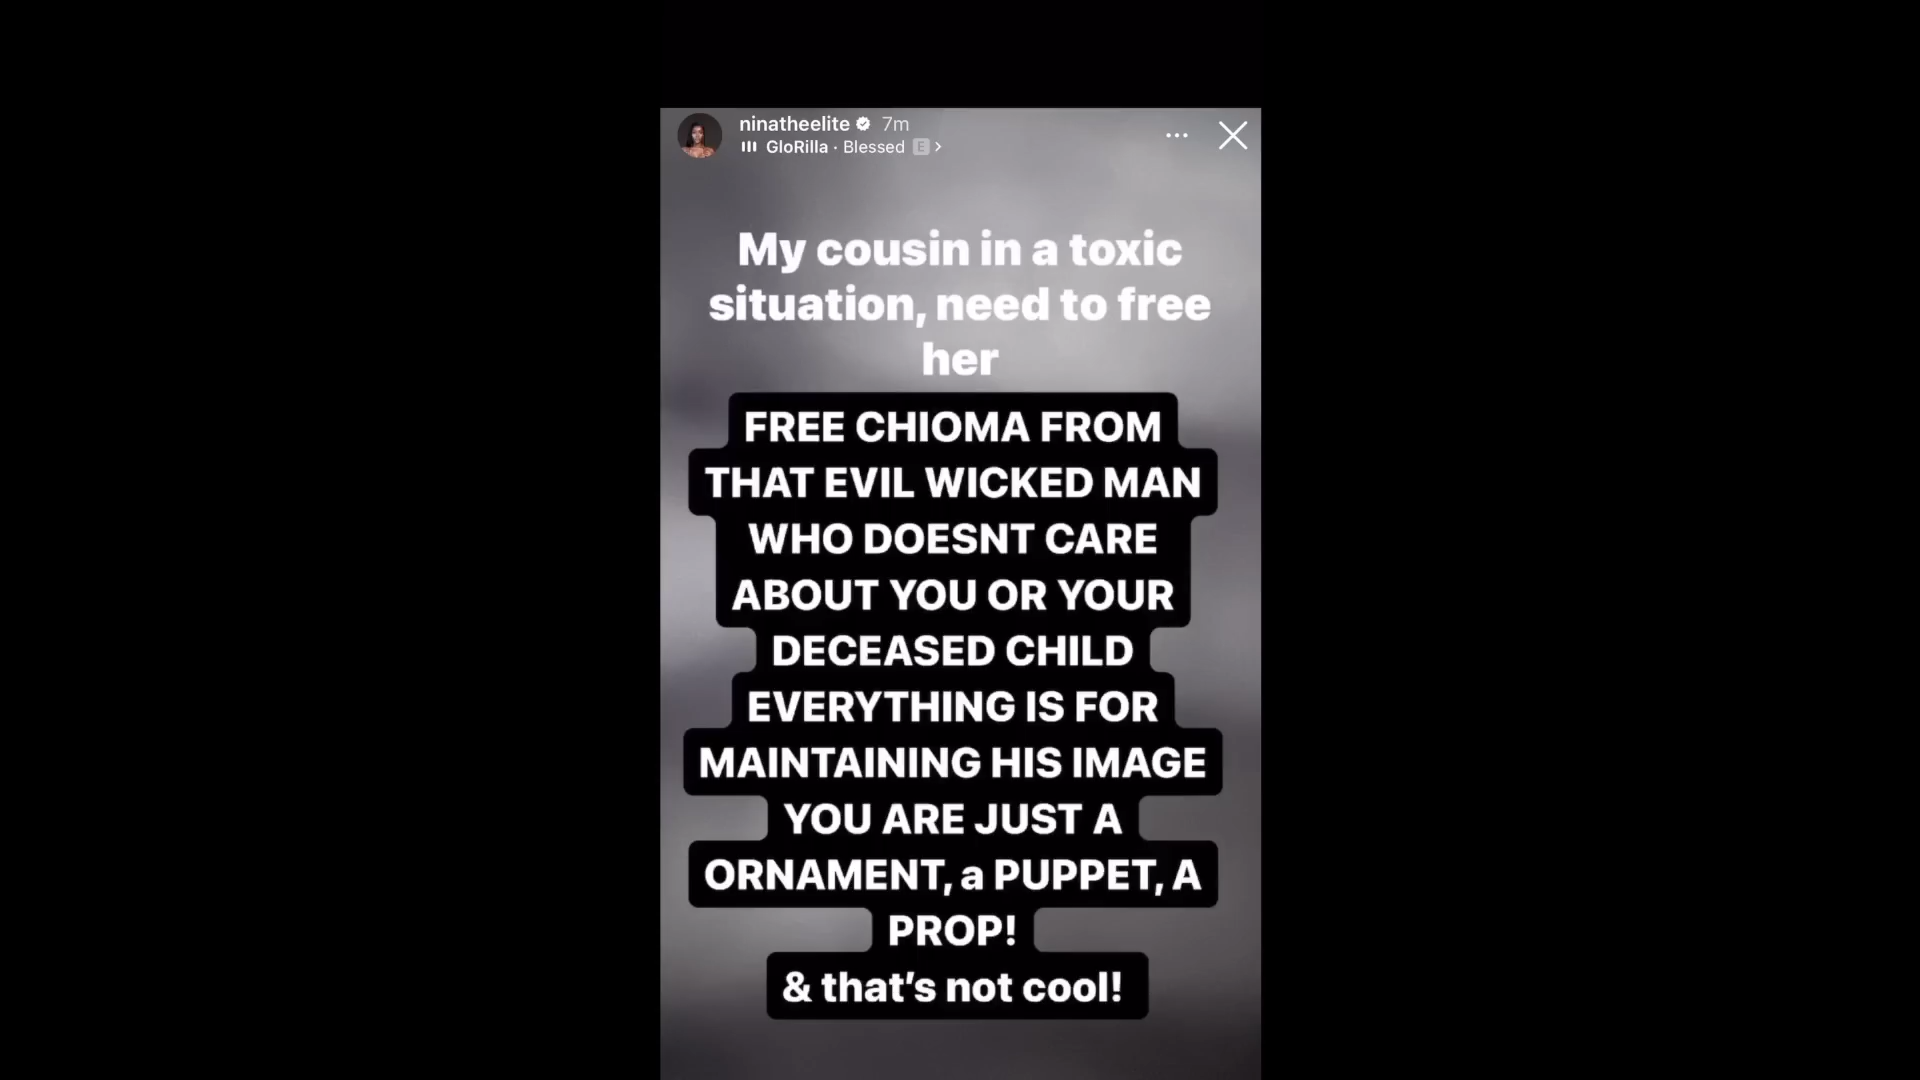 ninatheelite 7m
GloRilla · Blessed E >
My cousin in a toxic
situation, need to free
her
FREE CHIOMA FROM
THAT EVIL WICKED MAN
WHO DOESNT CARE
ABOUT YOU OR YOUR
DECEASED CHILD
EVERYTHING IS FOR
MAINTAINING HIS IMAGE
YOU ARE JUST A
ORNAMENT, a PUPPET, A
PROP!
& that's not cool!